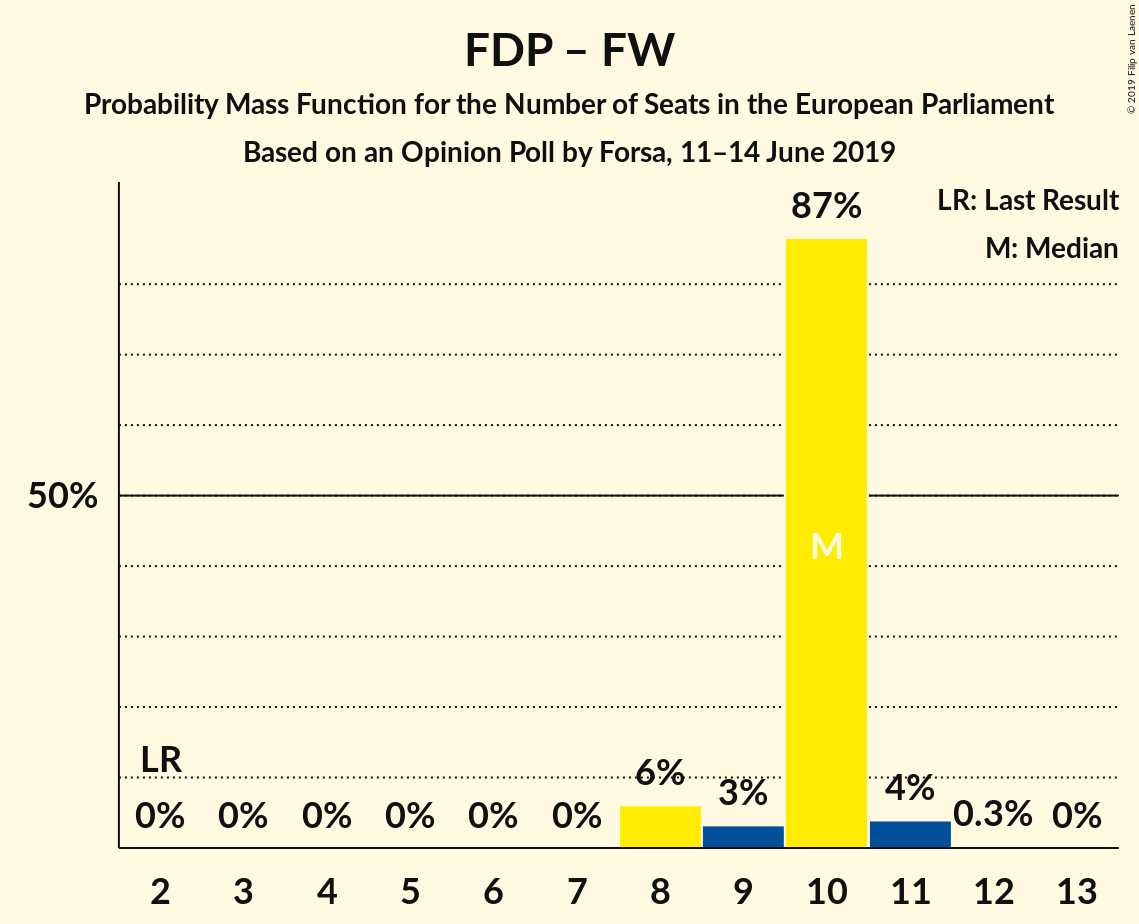 FDP – FW
Probability Mass Function for the Number of Seats in the European Parliament
Based on an Opinion Poll by Forsa, 11–14 June 2019
© 2019 Filip van Laenen
LR: Last Result
M: Median
87%
50%
M
LR
0% 0% 0% 0% 0% 0% 6% 3% 4% 0.3% 0%
2 3 4 5 6 7 8 9 10 11 12 13